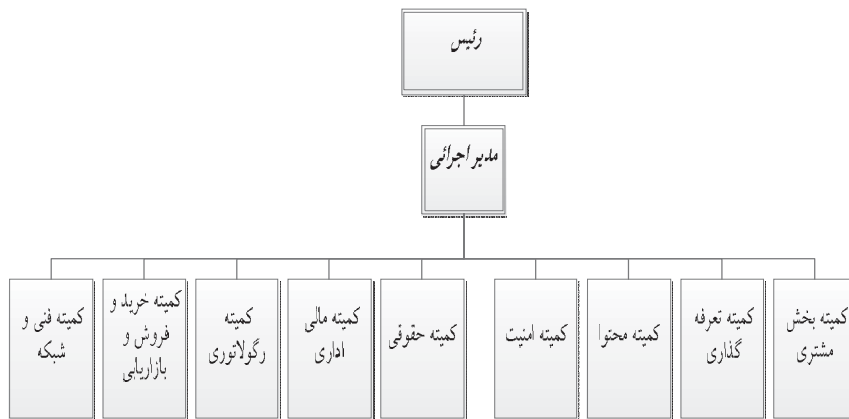 رئیس
مدیر اجرائی
کمیته بخش
مشتری
کمیته تعرفه
گذاری
کمیته محتوا
کمیته امنیت
کمیته حقوقی
کمیته مالی
اداری
کمیته
رگولاتوری
کمیته خرید و
فروش و
بازاریابی
کمیته فنی و
شبکه